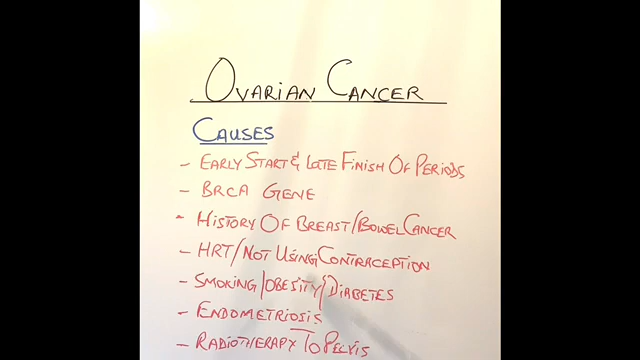 OVARIAN CANCER
CAUSES
- EARLY START & LATE FINISH OF PERIODS
- BRCA GENE
- HISTORY OF BREAST/BOWEL CANCER
- HRT/NOT USING CONTRACEPTION
- SMOKING/OBESITY/DIABETES
- ENDOMETRIOSIS
- RADIOTHERAPY TO PELVIS